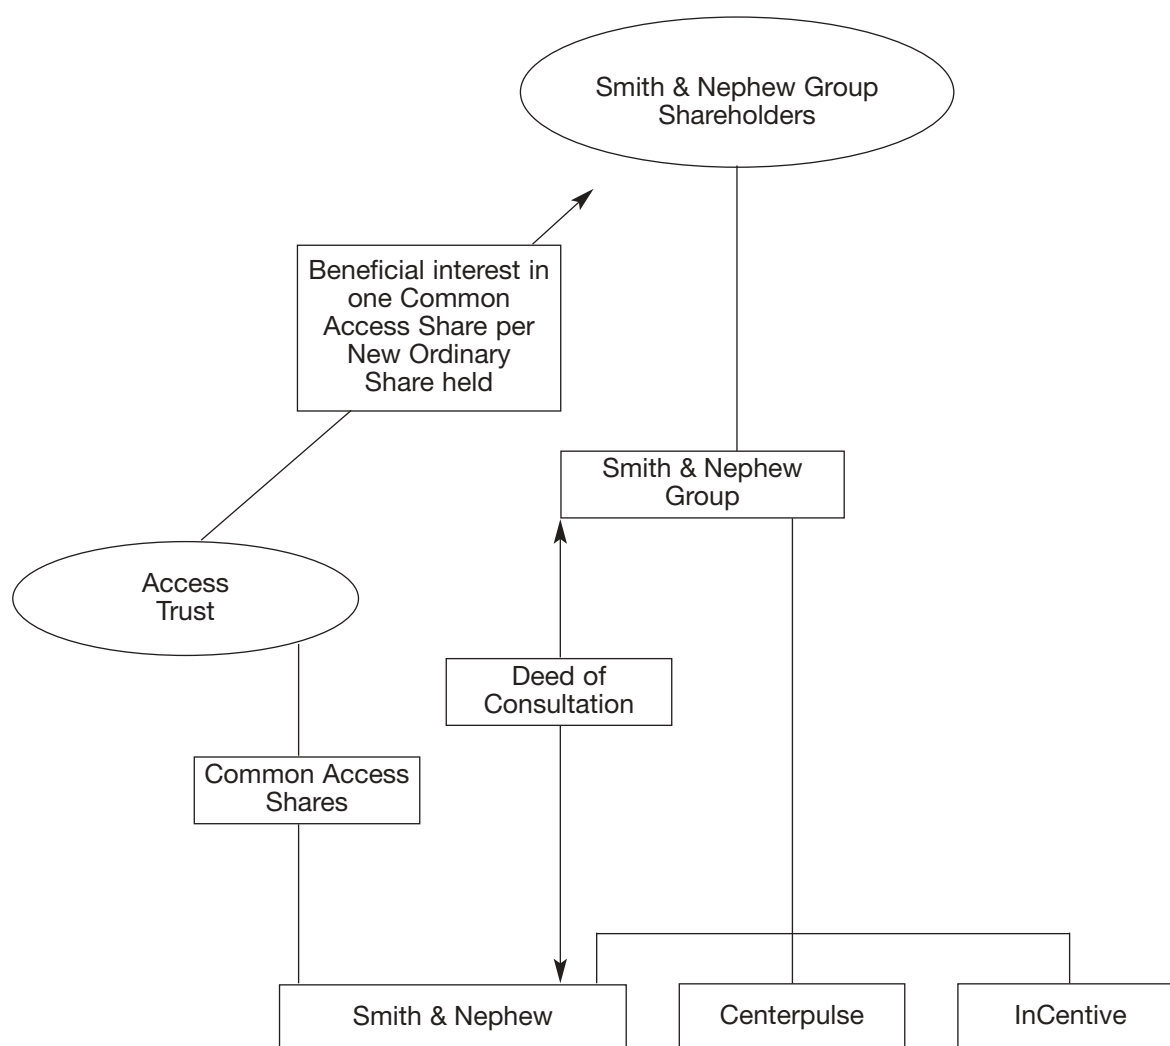 Smith & Nephew Group
Shareholders
Beneficial interest in
one Common
Access Share per
New Ordinary
Share held
Smith & Nephew
Group
Access
Trust
Deed of
Consultation
Common Access
Shares
Smith & Nephew
Centerpulse
InCentive